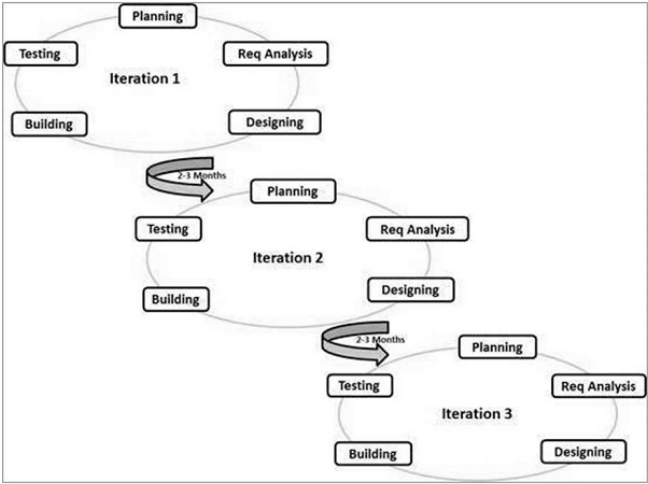 Planning
Testing
Req Analysis
Iteration 1
Building
Designing
2-3 Months
Planning
Testing
Req Analysis
Iteration 2
Building
Designing
2-3 Months
Planning
Testing
Req Analysis
Iteration 3
Building
Designing